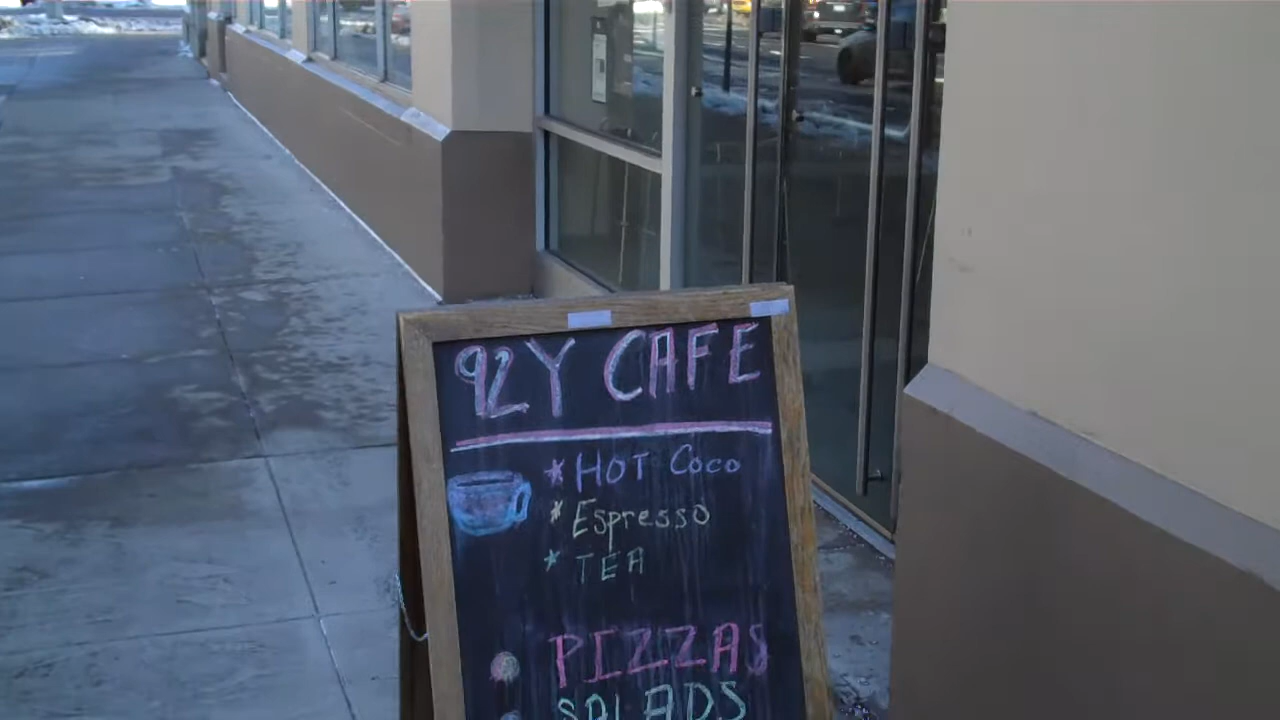 92Y CAFE
* HOT Coco
* Espresso
* TEA
PIZZAS
SALADS